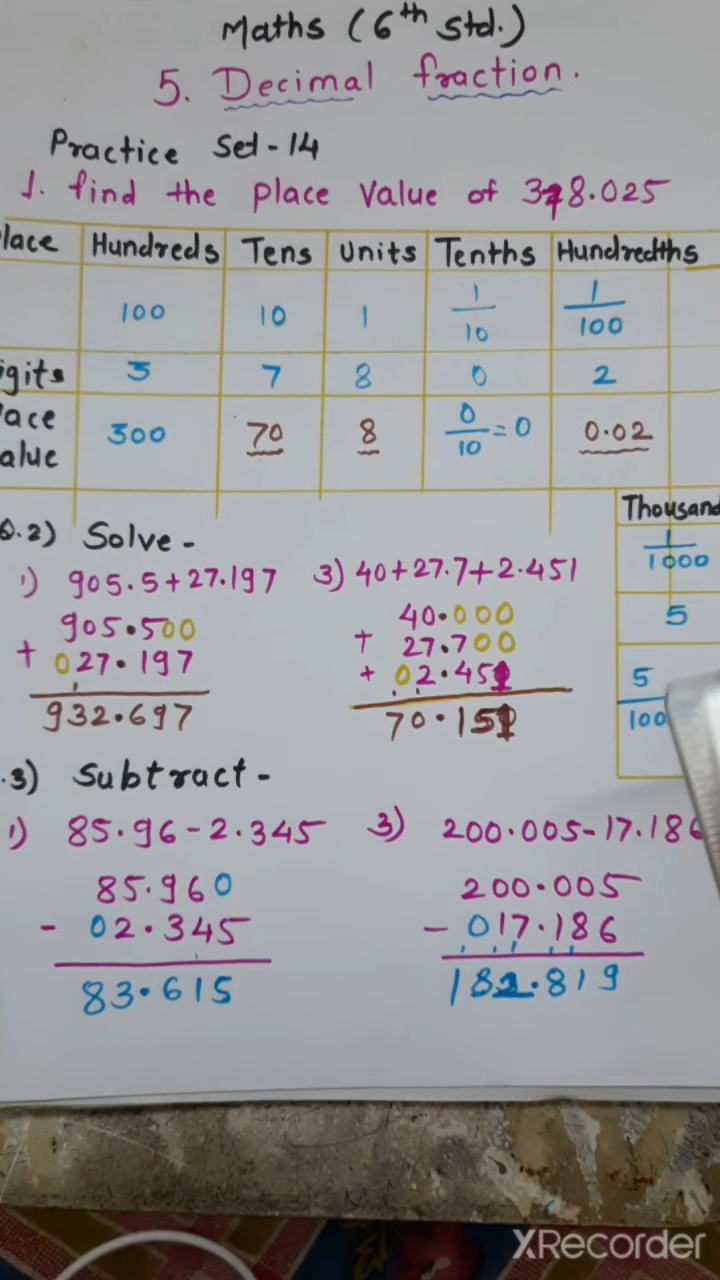 Maths (6th Std.)
5. Decimal fraction.
Practice Set - 14
1. find the Place Value of 378.025
lace Hundreds Tens Units Tenths Hundredths
100 10 1 1/10 1/100
igits 3 7 8 0 2
lace alue 300 70 8 0/10 = 0 0.02
Thousand
1/1000
5
5/100
Q.2) Solve -
1) 905.5+27.197 3) 40+27.7+2.451
905.500 40.000
+ 027.197 + 27.700
+ 02.451
932.697 70.151
.3) Subtract -
1) 85.96-2.345 3) 200.005-17.186
85.960 200.005
- 02.345 - 017.186
83.615 182.819
XRecorder